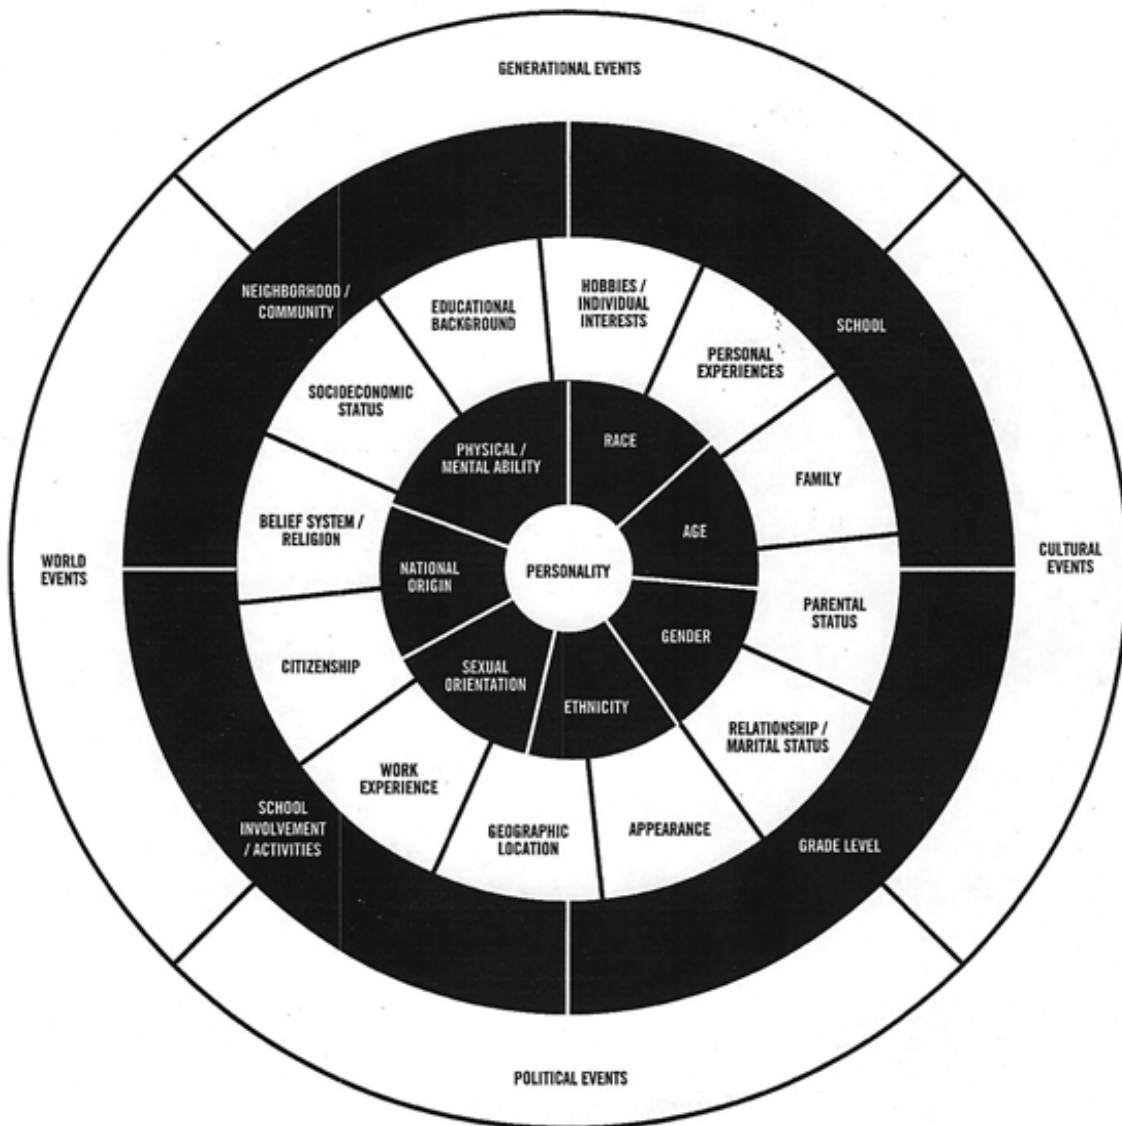 GENERATIONAL EVENTS
NEIGHBORHOOD /
COMMUNITY
SCHOOL
EDUCATIONAL
BACKGROUND
HOBBIES /
INDIVIDUAL
INTERESTS
PERSONAL
EXPERIENCES
SOCIOECONOMIC
STATUS
PHYSICAL /
MENTAL ABILITY
RACE
FAMILY
BELIEF SYSTEM /
RELIGION
AGE
WORLD
EVENTS
NATIONAL
ORIGIN
PERSONALITY
CULTURAL
EVENTS
PARENTAL
STATUS
GENDER
CITIZENSHIP
SEXUAL
ORIENTATION
ETHNICITY
RELATIONSHIP /
MARITAL STATUS
WORK
EXPERIENCE
GEOGRAPHIC
LOCATION
APPEARANCE
SCHOOL
INVOLVEMENT
/ ACTIVITIES
GRADE LEVEL
POLITICAL EVENTS